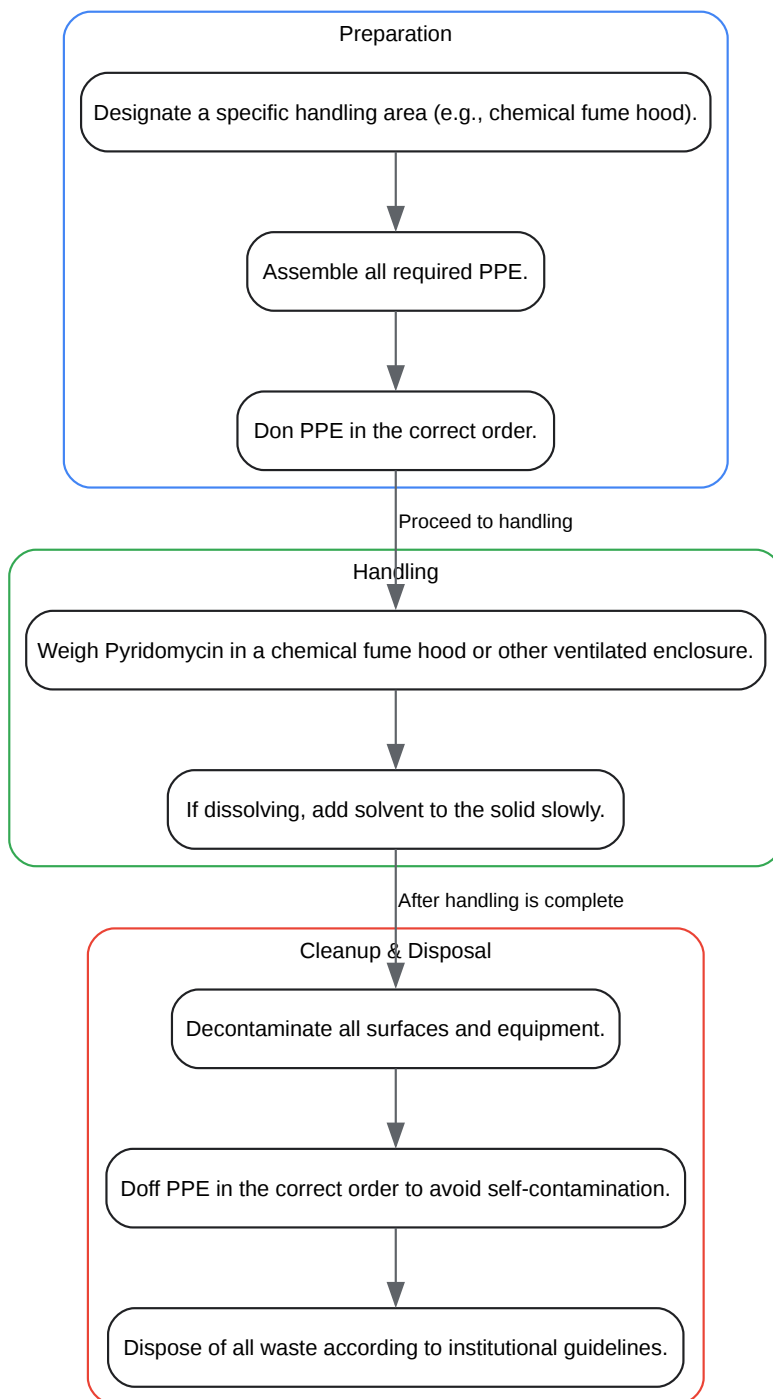 Preparation
Designate a specific handling area (e.g., chemical fume hood).
Assemble all required PPE.
Don PPE in the correct order.
Proceed to handling
Handling
Weigh Pyridomycin in a chemical fume hood or other ventilated enclosure.
If dissolving, add solvent to the solid slowly.
After handling is complete
Cleanup & Disposal
Decontaminate all surfaces and equipment.
Doff PPE in the correct order to avoid self-contamination.
Dispose of all waste according to institutional guidelines.